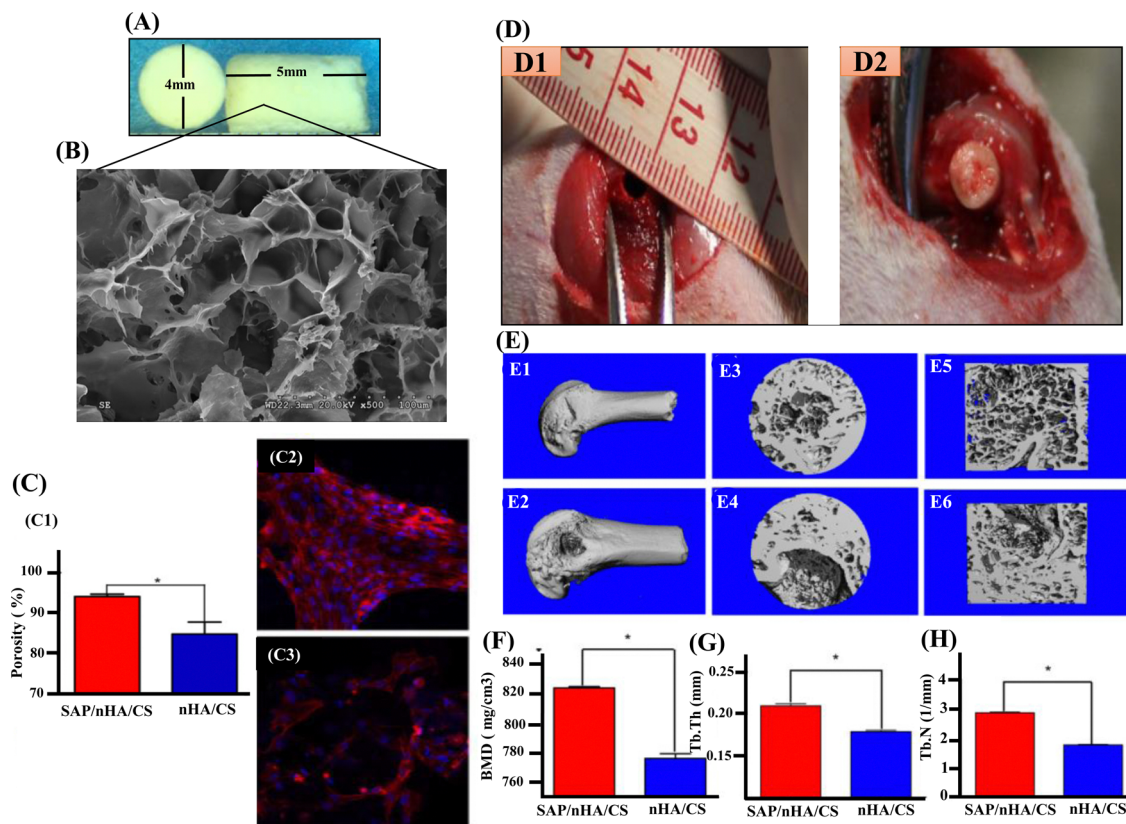 (A)
4mm
5mm
(B)
SE
WD22.3mm 20.0kV x500 100um
(C)
(C1)
Porosity ( %)
100
90
80
70
*
SAP/nHA/CS
nHA/CS
(C2)
(C3)
(D)
D1
15 14 13 12
D2
(E)
E1
E3
E5
E2
E4
E6
(F)
BMD ( mg/cm3)
840
820
800
780
760
*
SAP/nHA/CS
nHA/CS
(G)
Tb.Th (mm)
0.25
0.20
0.15
*
SAP/nHA/CS
nHA/CS
(H)
Tb.N (1/mm)
5
4
3
2
1
0
*
SAP/nHA/CS
nHA/CS